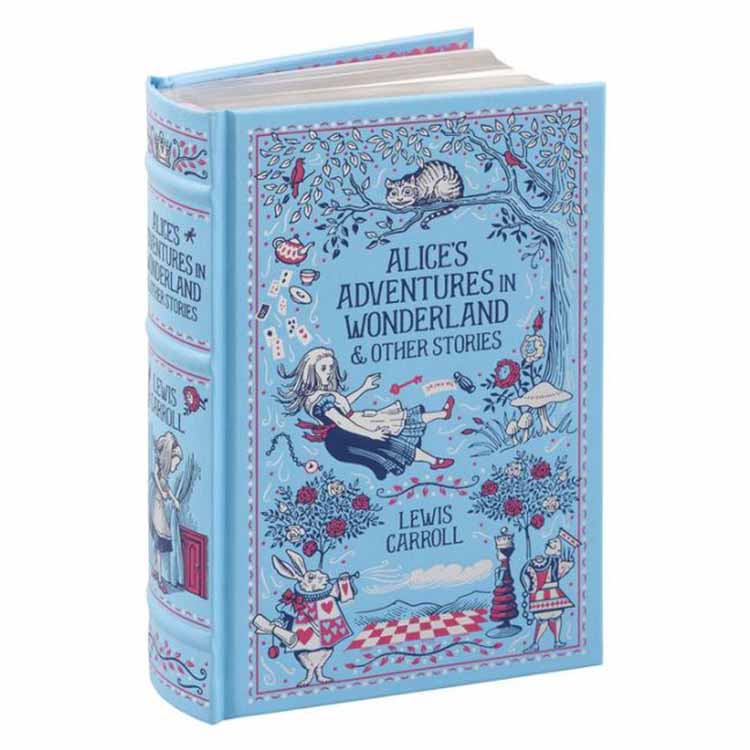 ALICE'S
ADVENTURES IN
WONDERLAND
& OTHER STORIES
LEWIS
CARROLL
ALICE'S
ADVENTURES IN
WONDERLAND
& OTHER STORIES
LEWIS
CARROLL